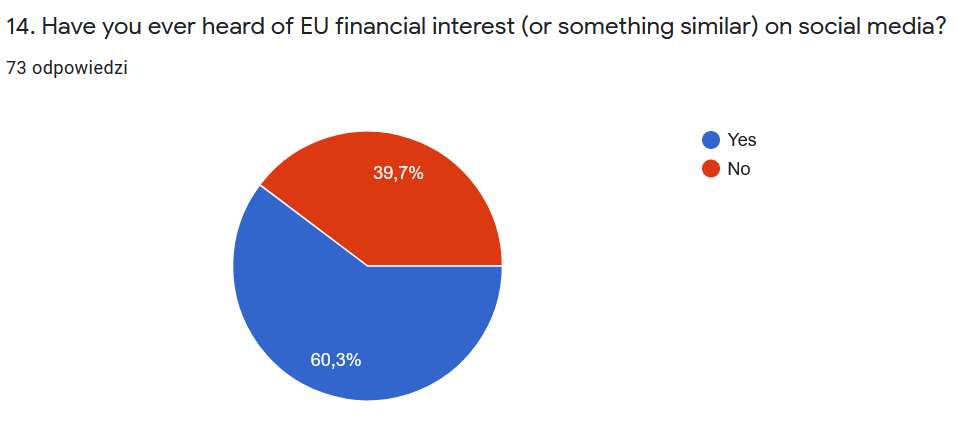 14. Have you ever heard of EU financial interest (or something similar) on social media?
73 odpowiedzi
Yes
No
39,7%
60,3%